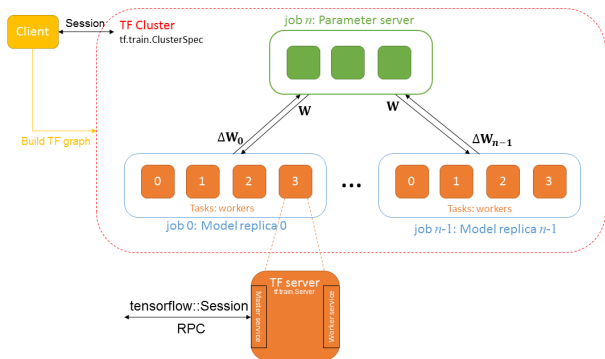 Client
Session
TF Cluster
tf.train.ClusterSpec
job n: Parameter server
Build TF graph
ΔW₀
W
W
ΔWₙ₋₁
0 1 2 3
Tasks: workers
job 0: Model replica 0
...
0 1 2 3
Tasks: workers
job n-1: Model replica n-1
TF server
tf.train.Server
Master service
Worker service
tensorflow::Session
RPC